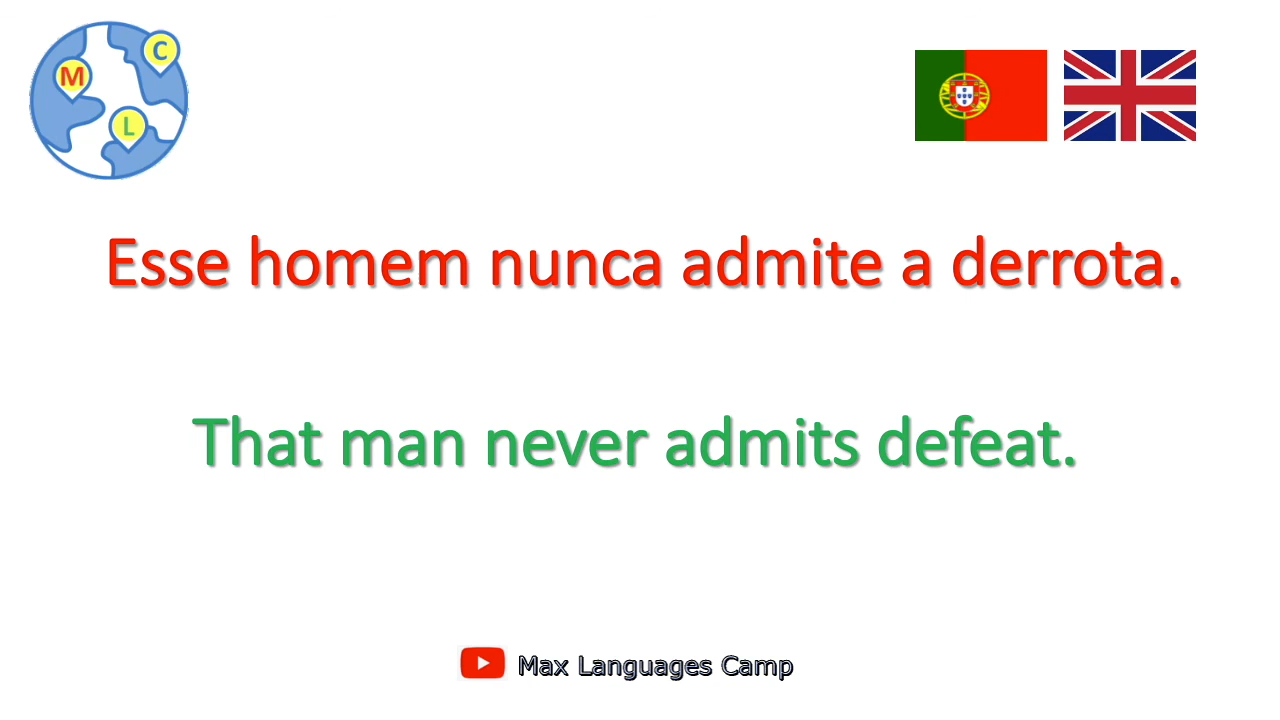 M
C
L
Esse homem nunca admite a derrota.
That man never admits defeat.
Max Languages Camp